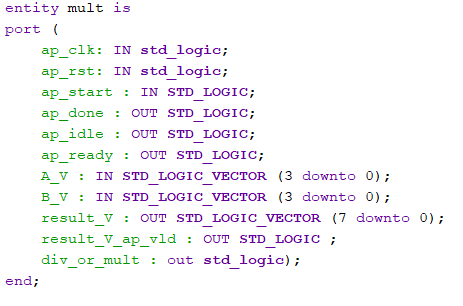 entity mult is
port (
ap_clk: IN std_logic;
ap_rst: IN std_logic;
ap_start : IN STD_LOGIC;
ap_done : OUT STD_LOGIC;
ap_idle : OUT STD_LOGIC;
ap_ready : OUT STD_LOGIC;
A_V : IN STD_LOGIC_VECTOR (3 downto 0);
B_V : IN STD_LOGIC_VECTOR (3 downto 0);
result_V : OUT STD_LOGIC_VECTOR (7 downto 0);
result_V_ap_vld : OUT STD_LOGIC ;
div_or_mult : out std_logic);
end;